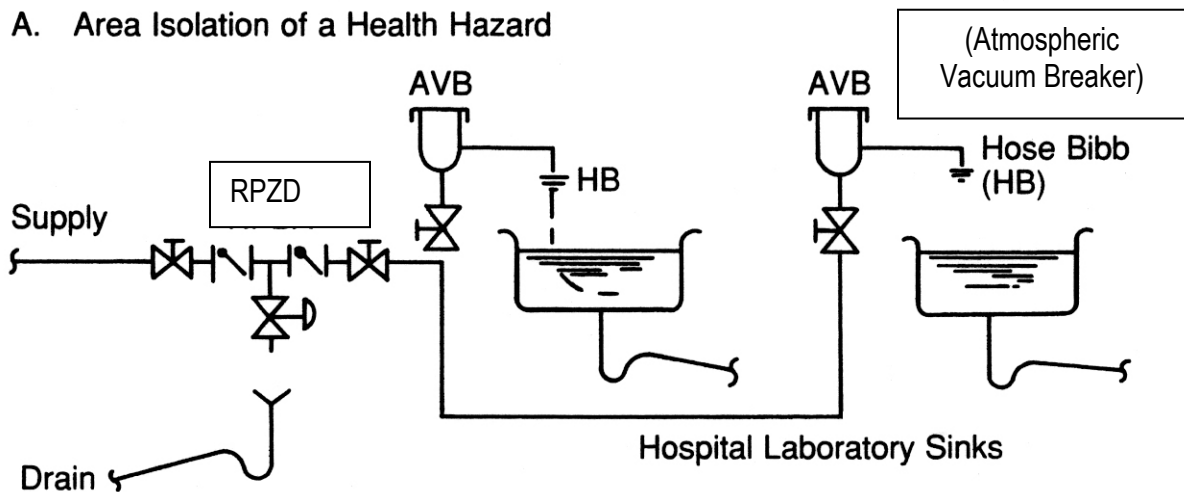 A. Area Isolation of a Health Hazard
(Atmospheric
Vacuum Breaker)
AVB
AVB
Hose Bibb
(HB)
HB
RPZD
Supply
Hospital Laboratory Sinks
Drain